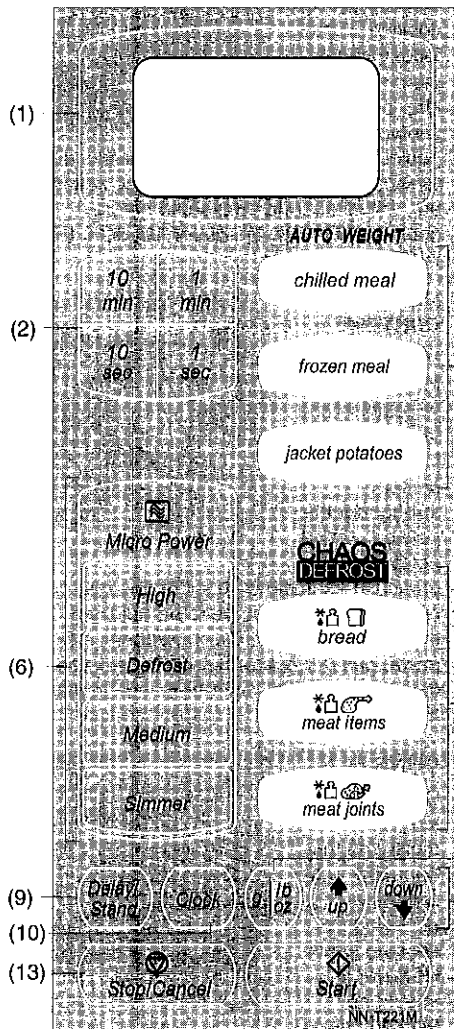 (1)
AUTO WEIGHT
10 min
1 min
chilled meal
(2)
10 sec
1 sec
frozen meal
jacket potatoes
Micro Power
CHAOS
DEFROST
High
bread
(6)
Defrost
meat items
Medium
Simmer
meat joints
(9)
Delay/
Stand
Clock
g
lb
oz
up
down
(10)
(13)
Stop/Cancel
Start
NN-T221M